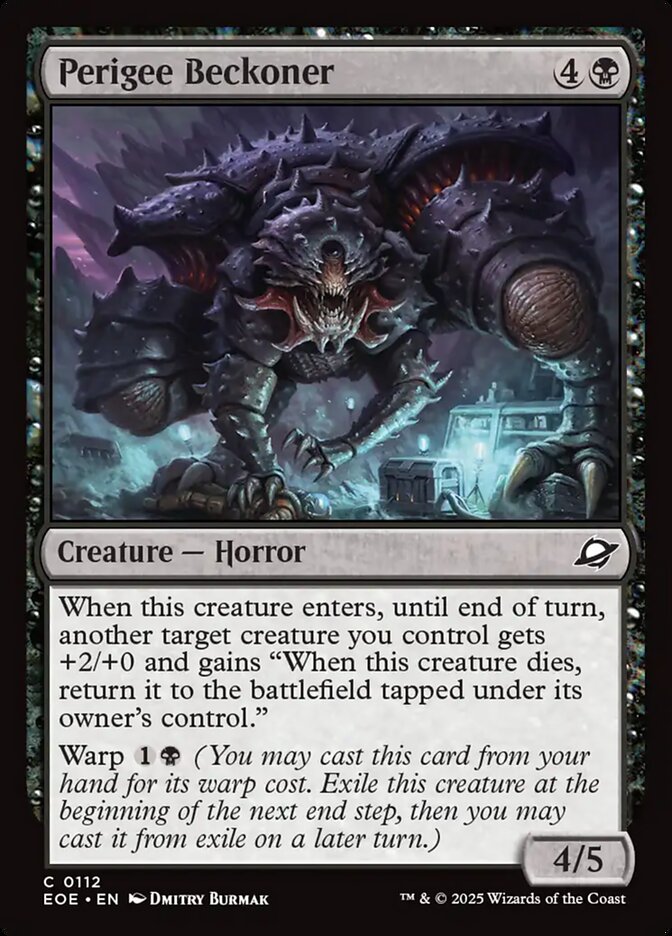 Perigee Beckoner 4
Creature — Horror
When this creature enters, until end of turn,
another target creature you control gets
+2/+0 and gains “When this creature dies,
return it to the battlefield tapped under its
owner’s control.”
Warp 1 (You may cast this card from your
hand for its warp cost. Exile this creature at the
beginning of the next end step, then you may
cast it from exile on a later turn.)
4/5
C 0112
EOE • EN Dmitry Burmak
™ & © 2025 Wizards of the Coast